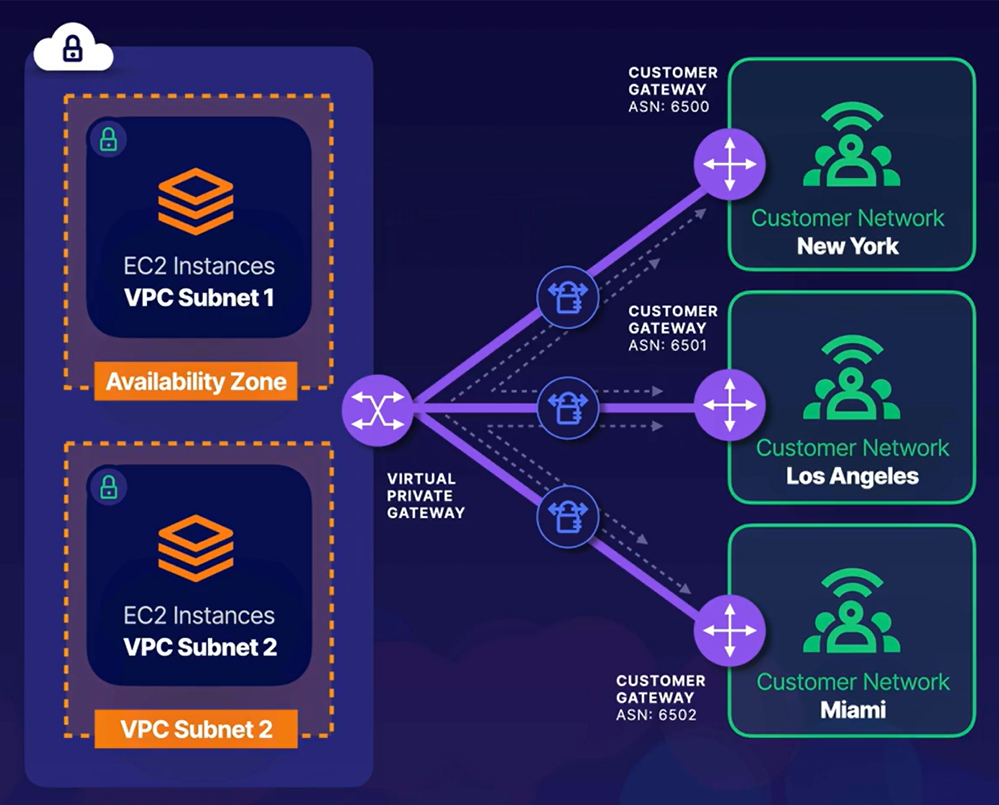 EC2 Instances
VPC Subnet 1
Availability Zone
EC2 Instances
VPC Subnet 2
VPC Subnet 2
VIRTUAL
PRIVATE
GATEWAY
CUSTOMER
GATEWAY
ASN: 6500
Customer Network
New York
CUSTOMER
GATEWAY
ASN: 6501
Customer Network
Los Angeles
CUSTOMER
GATEWAY
ASN: 6502
Customer Network
Miami